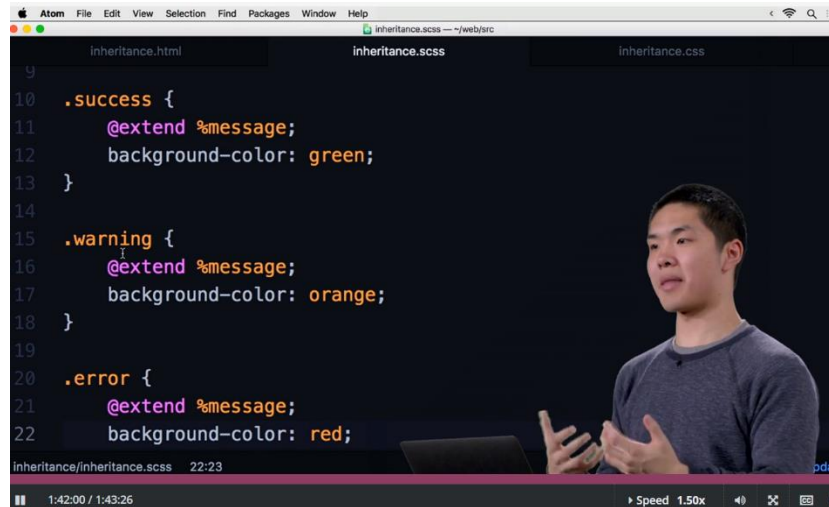 Atom File Edit View Selection Find Packages Window Help
inheritance.scss — ~/web/src
inheritance.html inheritance.scss inheritance.css
9
10 .success {
11 @extend %message;
12 background-color: green;
13 }
14
15 .warning {
16 @extend %message;
17 background-color: orange;
18 }
19
20 .error {
21 @extend %message;
22 background-color: red;
inheritance/inheritance.scss 22:23
1:42:00 / 1:43:26 Speed 1.50x CC